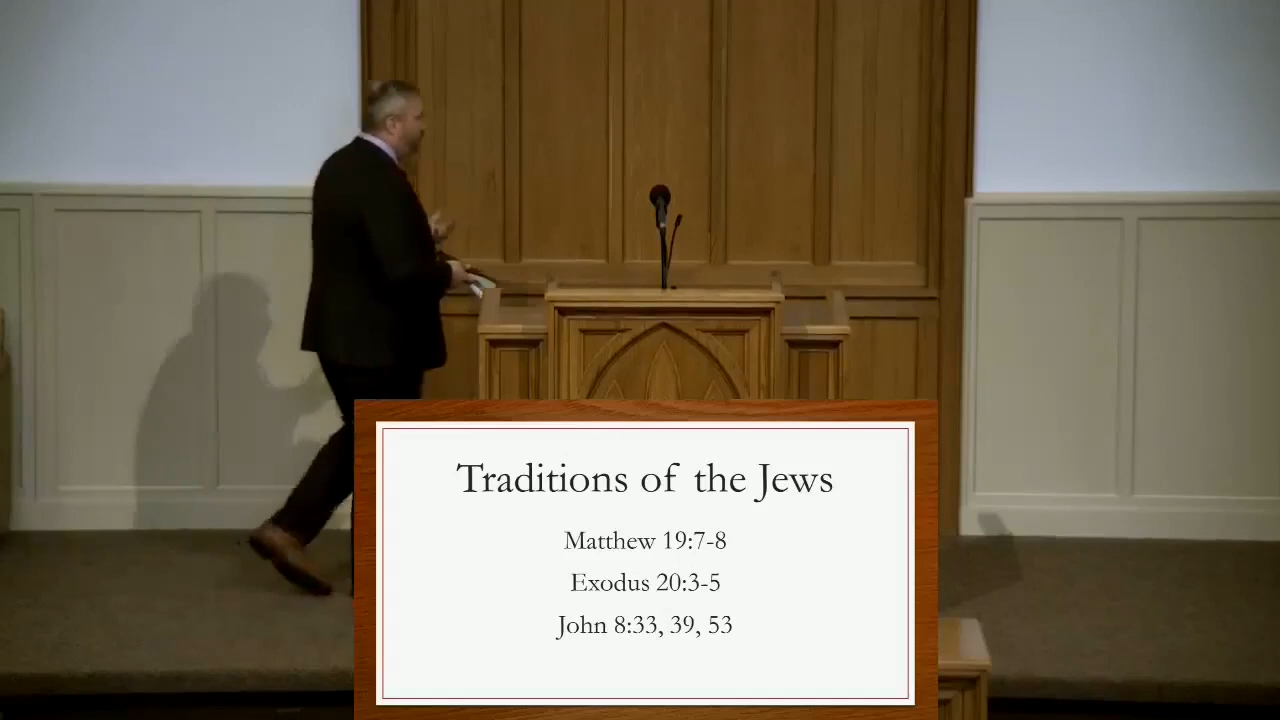 Traditions of the Jews
Matthew 19:7-8
Exodus 20:3-5
John 8:33, 39, 53